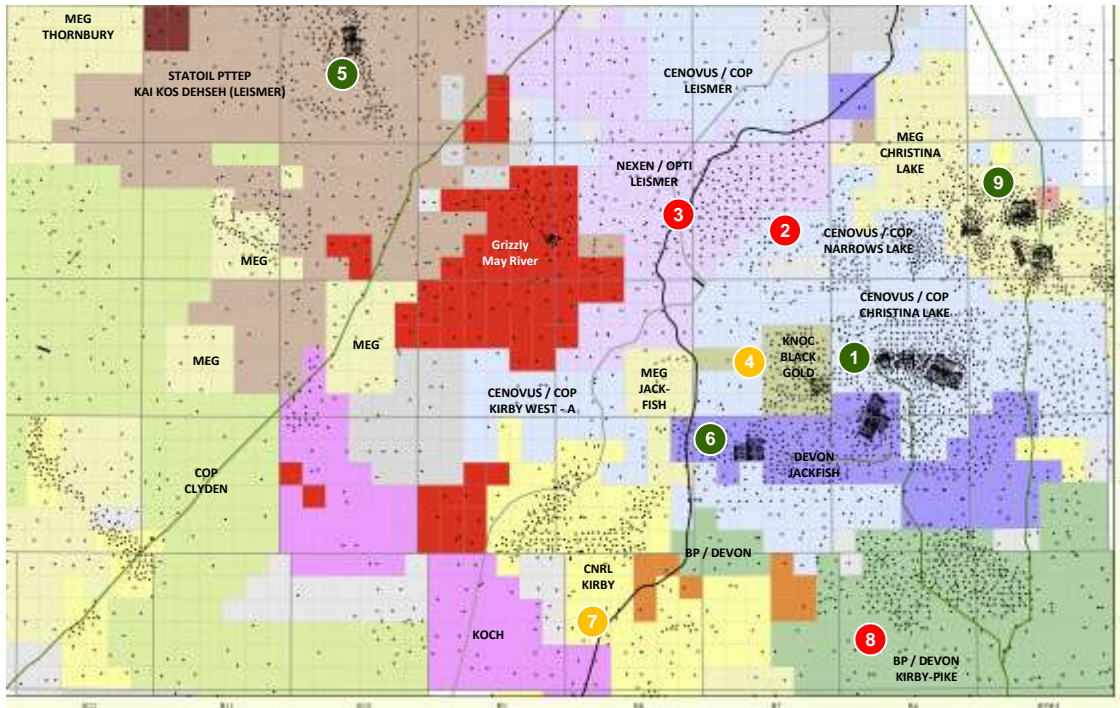 MEG
THORNBURY
5
STATOIL PTTEP
KAI KOS DEHSEH (LEISMER)
CENOVUS / COP
LEISMER
MEG
CHRISTINA
LAKE
NEXEN / OPTI
LEISMER
9
3
2
CENOVUS / COP
NARROWS LAKE
Grizzly
May River
MEG
CENOVUS / COP
CHRISTINA LAKE
MEG
MEG
KNOC
BLACK
GOLD
4
1
MEG
JACK-
FISH
CENOVUS / COP
KIRBY WEST - A
6
DEVON
JACKFISH
COP
CLYDEN
BP / DEVON
CNRL
KIRBY
7
KOCH
8
BP / DEVON
KIRBY-PIKE